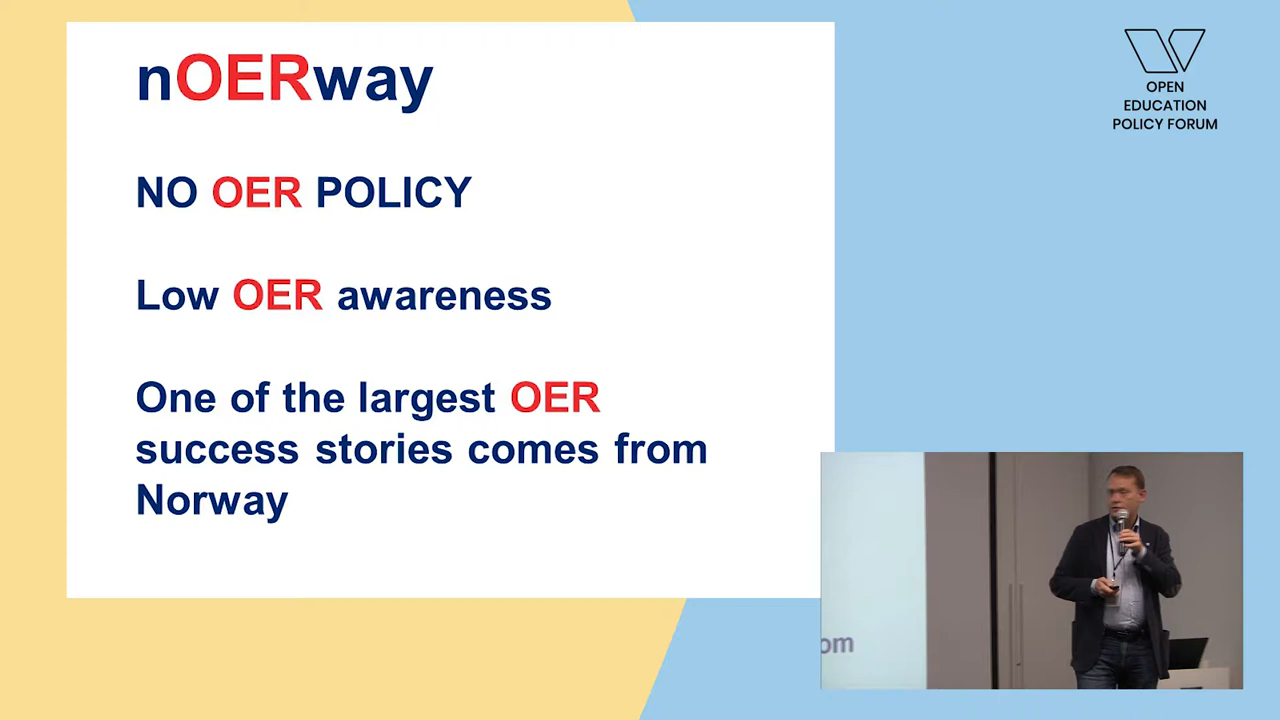 nOERway
NO OER POLICY
Low OER awareness
One of the largest OER
success stories comes from
Norway
OPEN
EDUCATION
POLICY FORUM
om